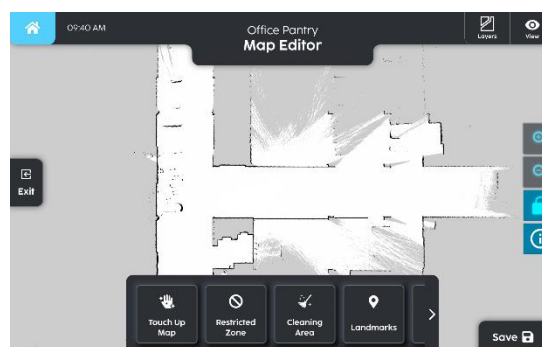 09:40 AM
Office Pantry
Map Editor
Layers
View
Exit
Touch Up
Map
Restricted
Zone
Cleaning
Area
Landmarks
Save